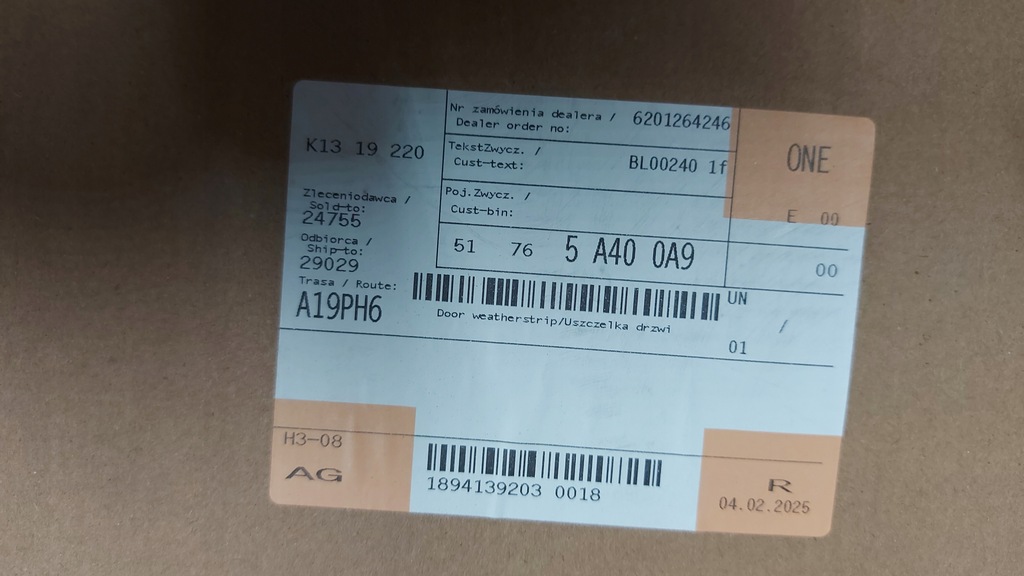 Nr zamówienia dealera /
Dealer order no:
6201264246
ONE
K13 19 220
TekstZwycz. /
Cust-text:
BL00240 1f
E 00
Zleceniodawca /
Sold-to:
24755
Poj.Zwycz. /
Cust-bin:
Odbiorca /
Ship-to:
29029
51 76 5 A40 0A9
00
Trasa / Route:
A19PH6
UN
/
Door weatherstrip/Uszczelka drzwi
01
H3-08
AG
1894139203 0018
R
04.02.2025